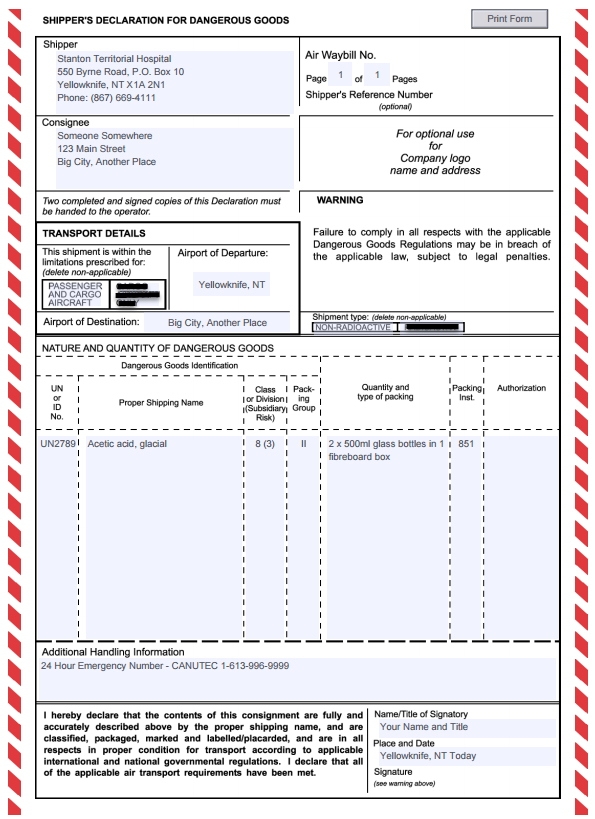 SHIPPER'S DECLARATION FOR DANGEROUS GOODS
Print Form
Shipper
Stanton Territorial Hospital
550 Byrne Road, P.O. Box 10
Yellowknife, NT X1A 2N1
Phone: (867) 669-4111
Air Waybill No.
Page 1 of 1 Pages
Shipper's Reference Number
(optional)
Consignee
Someone Somewhere
123 Main Street
Big City, Another Place
For optional use
for
Company logo
name and address
Two completed and signed copies of this Declaration must
be handed to the operator.
WARNING
Failure to comply in all respects with the applicable
Dangerous Goods Regulations may be in breach of
the applicable law, subject to legal penalties.
TRANSPORT DETAILS
This shipment is within the
limitations prescribed for:
(delete non-applicable)
PASSENGER
AND CARGO
AIRCRAFT
Airport of Departure:
Yellowknife, NT
Airport of Destination: Big City, Another Place
Shipment type: (delete non-applicable)
NON-RADIOACTIVE
NATURE AND QUANTITY OF DANGEROUS GOODS
Dangerous Goods Identification
UN
or
ID
No.
Proper Shipping Name
Class
or Division
(Subsidiary
Risk)
Pack-
ing
Group
Quantity and
type of packing
Packing
Inst.
Authorization
UN2789
Acetic acid, glacial
8 (3)
II
2 x 500ml glass bottles in 1
fibreboard box
851
Additional Handling Information
24 Hour Emergency Number - CANUTEC 1-613-996-9999
I hereby declare that the contents of this consignment are fully and
accurately described above by the proper shipping name, and are
classified, packaged, marked and labelled/placarded, and are in all
respects in proper condition for transport according to applicable
international and national governmental regulations. I declare that all
of the applicable air transport requirements have been met.
Name/Title of Signatory
Your Name and Title
Place and Date
Yellowknife, NT Today
Signature
(see warning above)